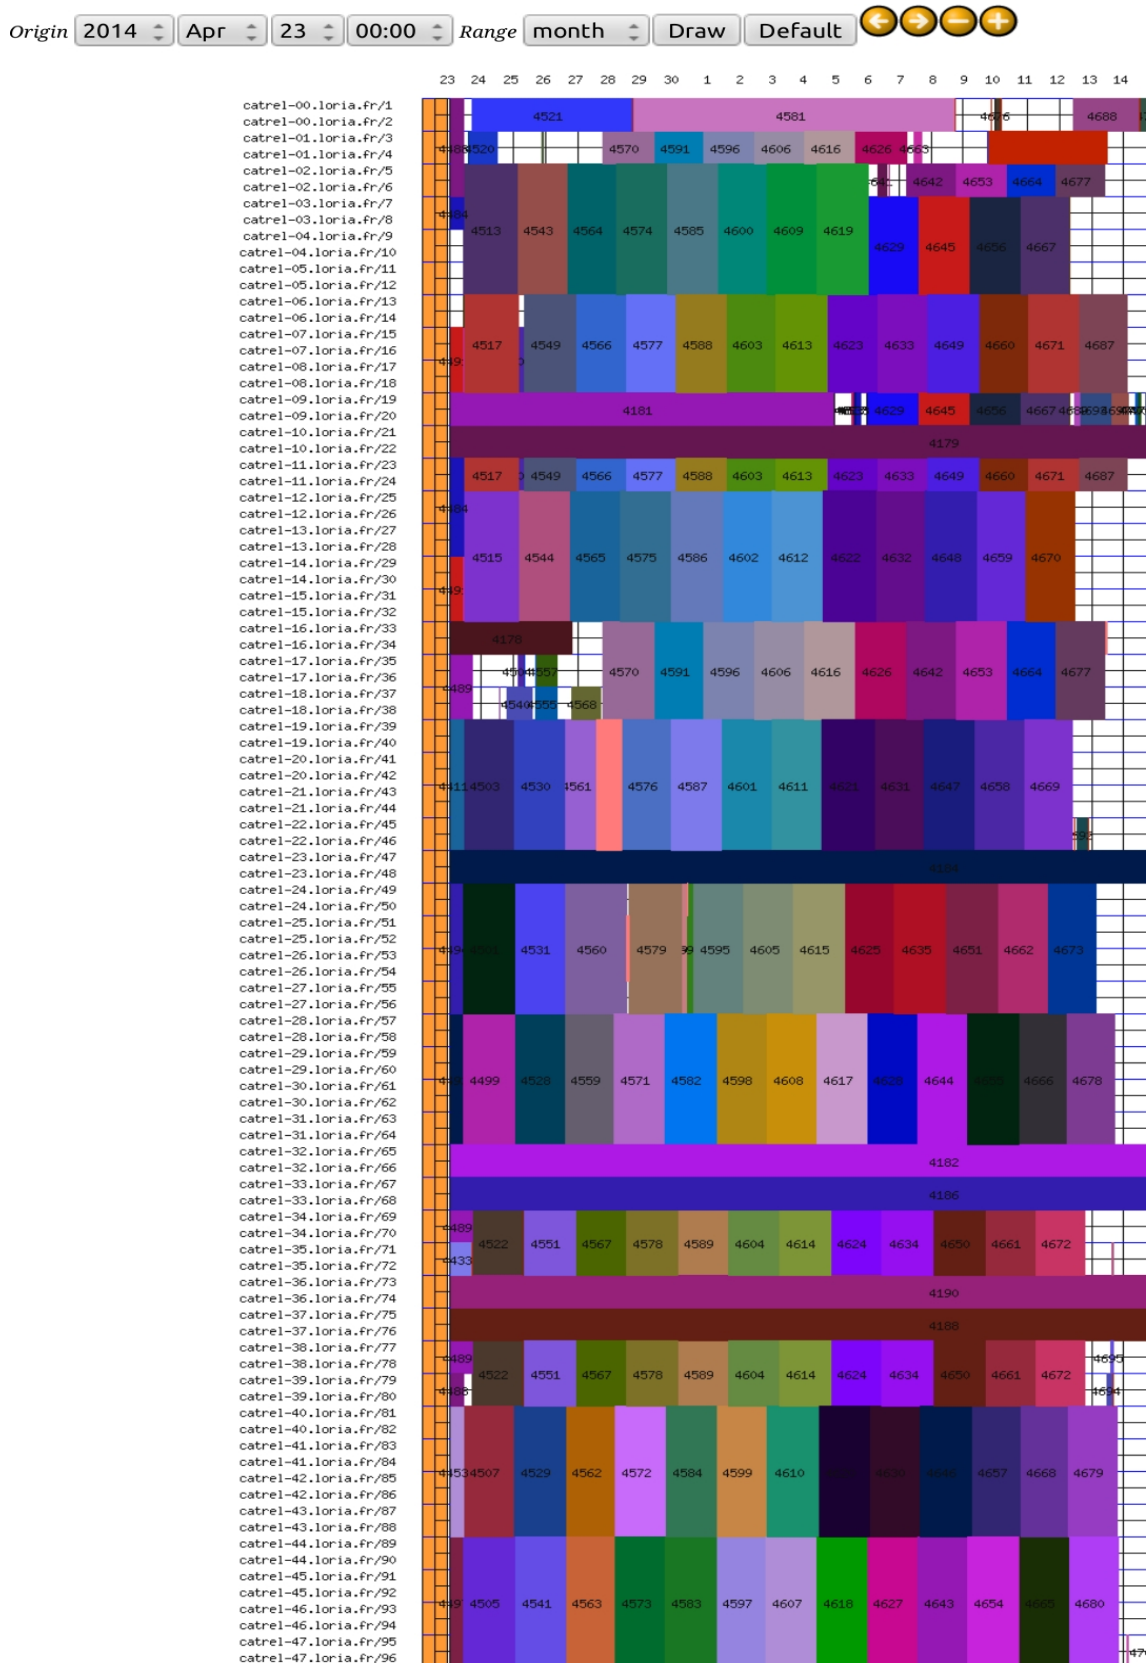 Origin 2014 Apr 23 00:00 Range month Draw Default
23 24 25 26 27 28 29 30 1 2 3 4 5 6 7 8 9 10 11 12 13 14
catrel-00.loria.fr/1
4521 4581 4688
catrel-00.loria.fr/2
catrel-01.loria.fr/3
4520 4570 4591 4596 4606 4616 4626 4663
catrel-01.loria.fr/4
catrel-02.loria.fr/5
4642 4653 4664 4677
catrel-02.loria.fr/6
catrel-03.loria.fr/7
catrel-03.loria.fr/8
4513 4543 4564 4574 4585 4600 4609 4619
catrel-04.loria.fr/9
4629 4645 4656 4667
catrel-04.loria.fr/10
catrel-05.loria.fr/11
catrel-05.loria.fr/12
catrel-06.loria.fr/13
catrel-06.loria.fr/14
catrel-07.loria.fr/15
4517 4549 4566 4577 4588 4603 4613 4623 4633 4649 4660 4671 4687
catrel-07.loria.fr/16
catrel-08.loria.fr/17
catrel-08.loria.fr/18
catrel-09.loria.fr/19
4181 4629 4645 4656 4667
catrel-09.loria.fr/20
catrel-10.loria.fr/21
4179
catrel-10.loria.fr/22
catrel-11.loria.fr/23
4517 4549 4566 4577 4588 4603 4613 4623 4633 4649 4660 4671 4687
catrel-11.loria.fr/24
catrel-12.loria.fr/25
catrel-12.loria.fr/26
catrel-13.loria.fr/27
catrel-13.loria.fr/28
4515 4544 4565 4575 4586 4602 4612 4622 4632 4648 4659 4670
catrel-14.loria.fr/29
catrel-14.loria.fr/30
catrel-15.loria.fr/31
catrel-15.loria.fr/32
catrel-16.loria.fr/33
4178
catrel-16.loria.fr/34
catrel-17.loria.fr/35
4557 4570 4591 4596 4606 4616 4626 4642 4653 4664 4677
catrel-17.loria.fr/36
4489
catrel-18.loria.fr/37
4540 4555 4568
catrel-18.loria.fr/38
catrel-19.loria.fr/39
catrel-19.loria.fr/40
catrel-20.loria.fr/41
catrel-20.loria.fr/42
4411 4503 4530 4561 4576 4587 4601 4611 4621 4631 4647 4658 4669
catrel-21.loria.fr/43
catrel-21.loria.fr/44
catrel-22.loria.fr/45
catrel-22.loria.fr/46
catrel-23.loria.fr/47
4184
catrel-23.loria.fr/48
catrel-24.loria.fr/49
catrel-24.loria.fr/50
catrel-25.loria.fr/51
catrel-25.loria.fr/52
4501 4531 4560 4579 4595 4605 4615 4625 4635 4651 4662 4673
catrel-26.loria.fr/53
catrel-26.loria.fr/54
catrel-27.loria.fr/55
catrel-27.loria.fr/56
catrel-28.loria.fr/57
catrel-28.loria.fr/58
catrel-29.loria.fr/59
catrel-29.loria.fr/60
4499 4528 4559 4571 4582 4598 4608 4617 4628 4644 4666 4678
catrel-30.loria.fr/61
catrel-30.loria.fr/62
catrel-31.loria.fr/63
catrel-31.loria.fr/64
catrel-32.loria.fr/65
4182
catrel-32.loria.fr/66
catrel-33.loria.fr/67
4186
catrel-33.loria.fr/68
catrel-34.loria.fr/69
4489
catrel-34.loria.fr/70
4522 4551 4567 4578 4589 4604 4614 4624 4634 4650 4661 4672
catrel-35.loria.fr/71
4433
catrel-35.loria.fr/72
catrel-36.loria.fr/73
4190
catrel-36.loria.fr/74
catrel-37.loria.fr/75
4188
catrel-37.loria.fr/76
catrel-38.loria.fr/77
4489 4695
catrel-38.loria.fr/78
4522 4551 4567 4578 4589 4604 4614 4624 4634 4650 4661 4672
catrel-39.loria.fr/79
4488 4694
catrel-39.loria.fr/80
catrel-40.loria.fr/81
catrel-40.loria.fr/82
catrel-41.loria.fr/83
catrel-41.loria.fr/84
4453 4507 4529 4562 4572 4584 4599 4610 4630 4646 4657 4668 4679
catrel-42.loria.fr/85
catrel-42.loria.fr/86
catrel-43.loria.fr/87
catrel-43.loria.fr/88
catrel-44.loria.fr/89
catrel-44.loria.fr/90
catrel-45.loria.fr/91
catrel-45.loria.fr/92
4505 4541 4563 4573 4583 4597 4607 4618 4627 4643 4654 4665 4680
catrel-46.loria.fr/93
catrel-46.loria.fr/94
catrel-47.loria.fr/95
catrel-47.loria.fr/96